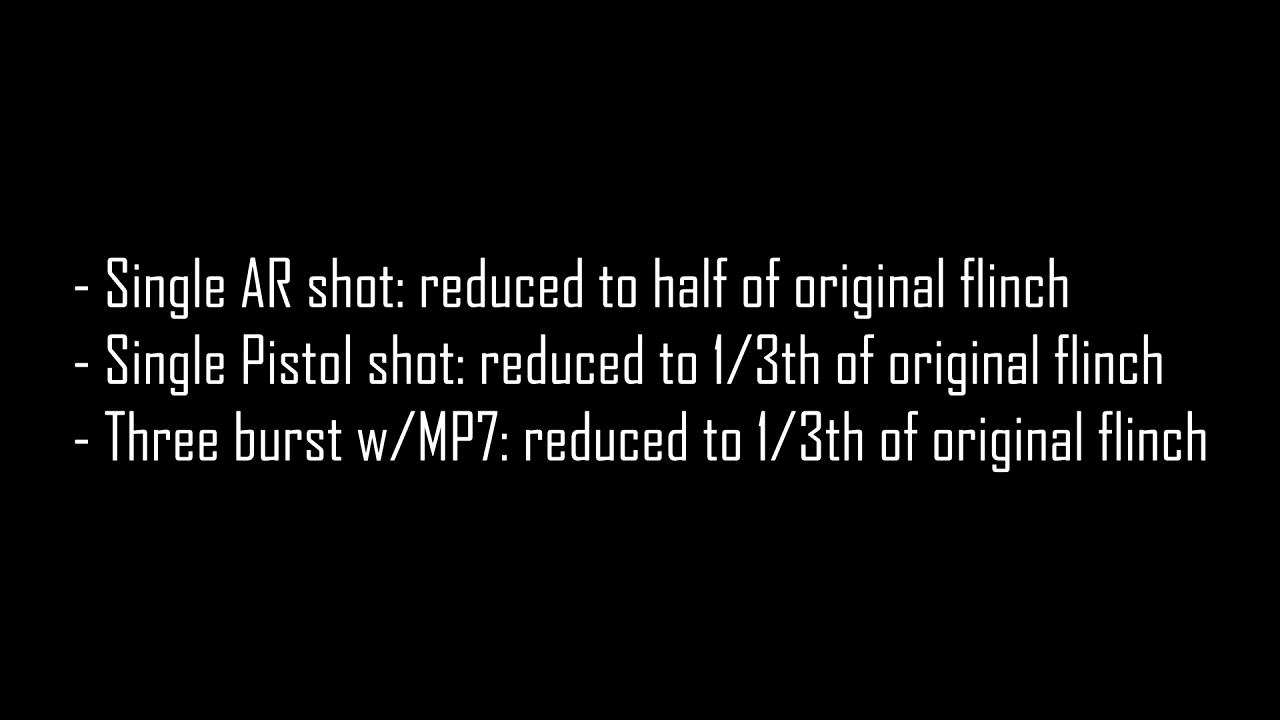 - Single AR shot: reduced to half of original flinch
- Single Pistol shot: reduced to 1/3th of original flinch
- Three burst w/MP7: reduced to 1/3th of original flinch